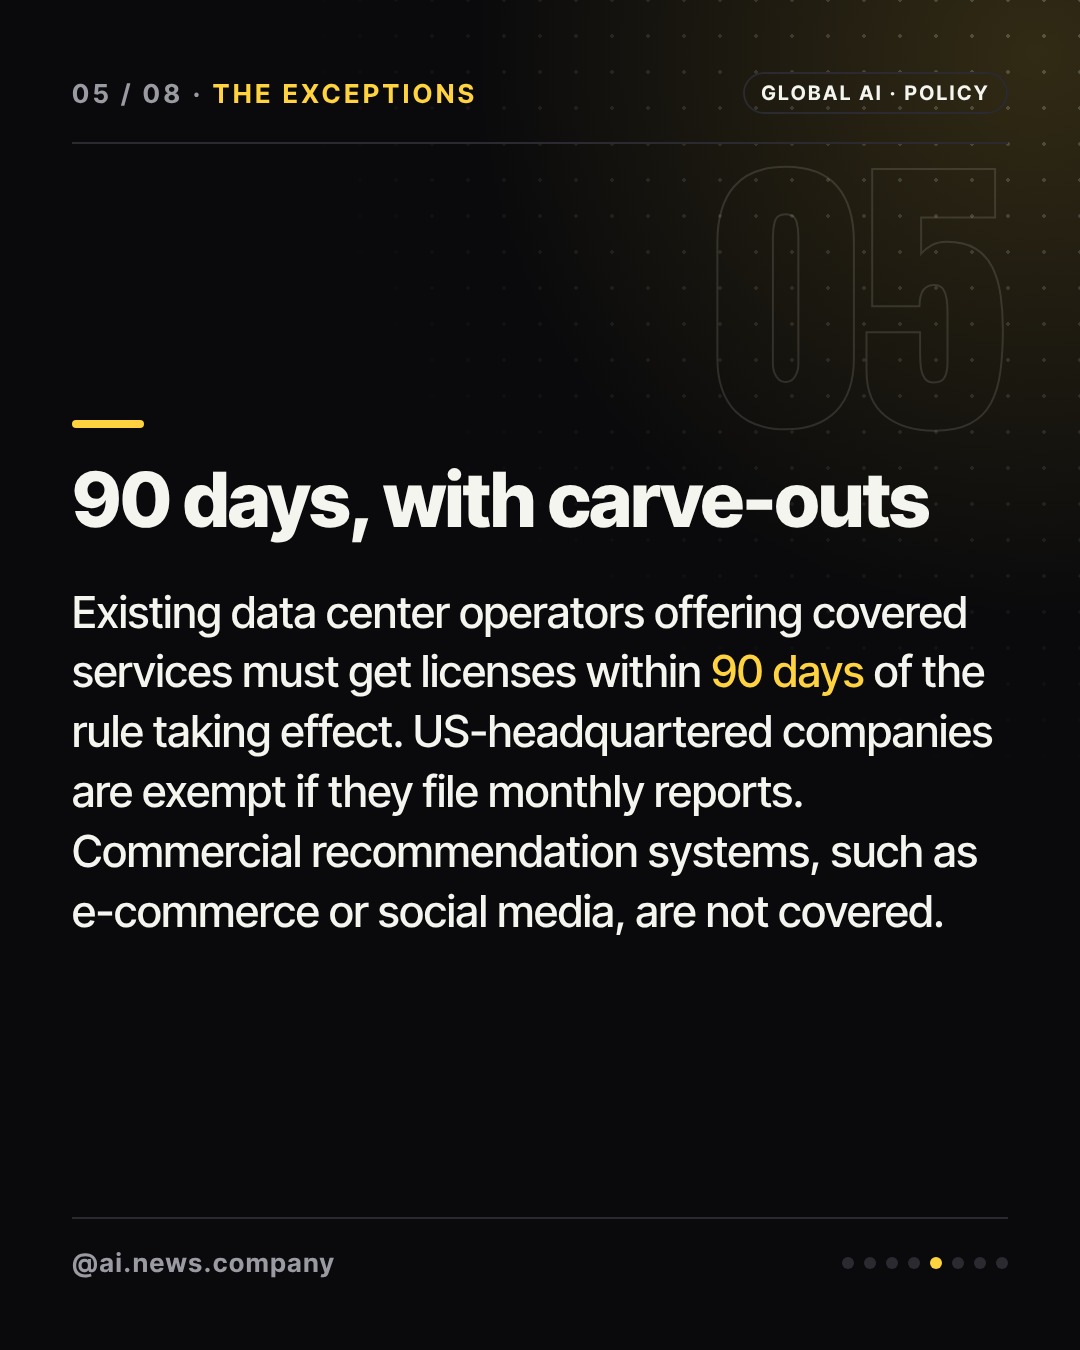 05 / 08 · THE EXCEPTIONS
GLOBAL AI · POLICY
05
90 days, with carve-outs
Existing data center operators offering covered
services must get licenses within 90 days of the
rule taking effect. US-headquartered companies
are exempt if they file monthly reports.
Commercial recommendation systems, such as
e-commerce or social media, are not covered.
@ai.news.company